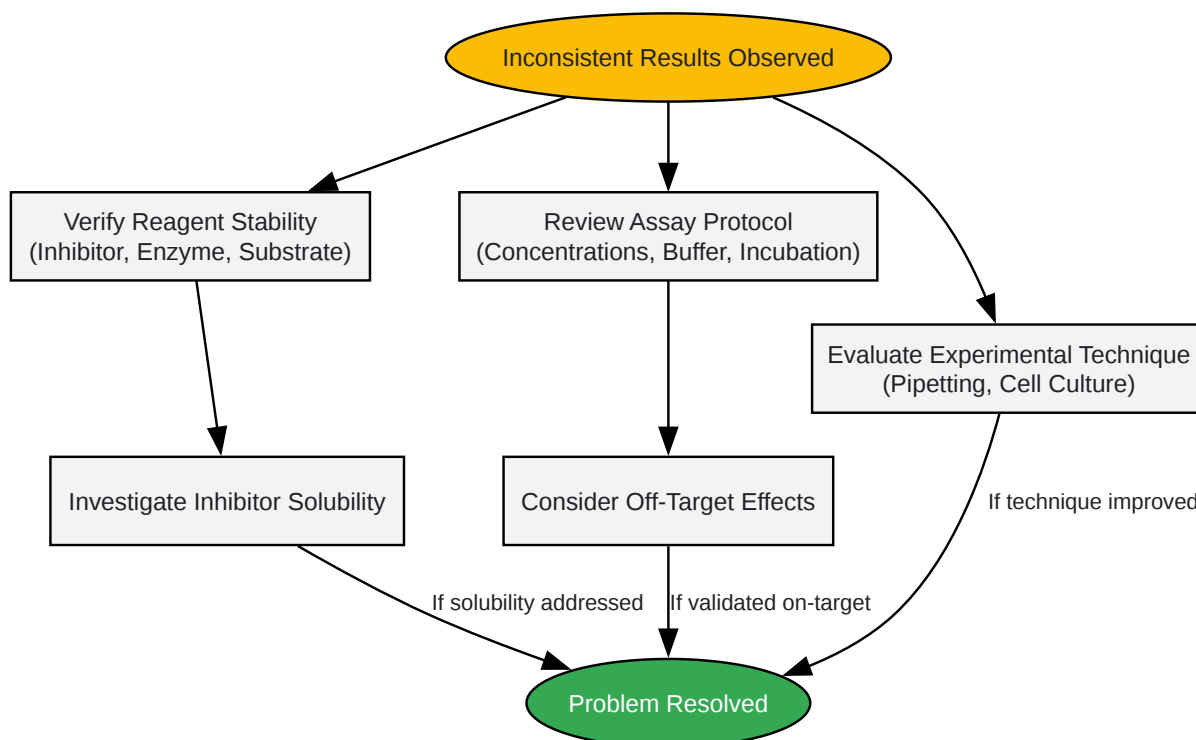 Inconsistent Results Observed
Verify Reagent Stability
(Inhibitor, Enzyme, Substrate)
Review Assay Protocol
(Concentrations, Buffer, Incubation)
Evaluate Experimental Technique
(Pipetting, Cell Culture)
Investigate Inhibitor Solubility
Consider Off-Target Effects
If technique improved
If solubility addressed
If validated on-target
Problem Resolved